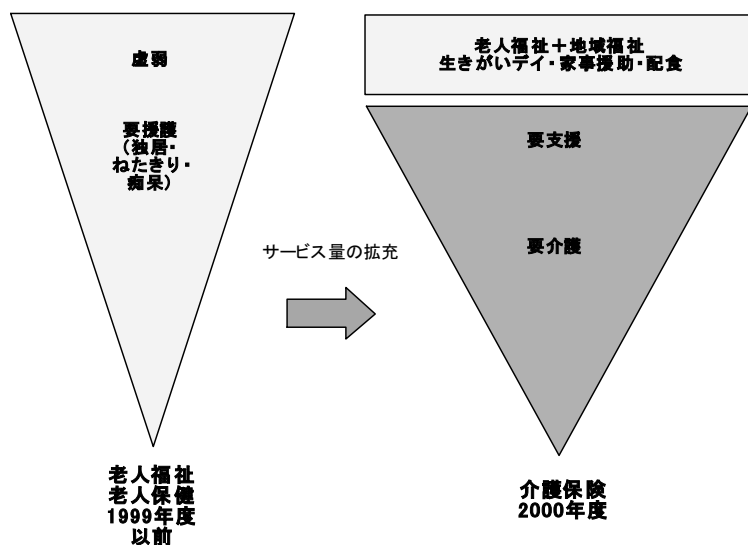 虚弱
要援護
(独居・
ねたきり・
痴呆)
老人福祉
老人保健
1999年度
以前
サービス量の拡充
老人福祉＋地域福祉
生きがいデイ・家事援助・配食
要支援
要介護
介護保険
2000年度